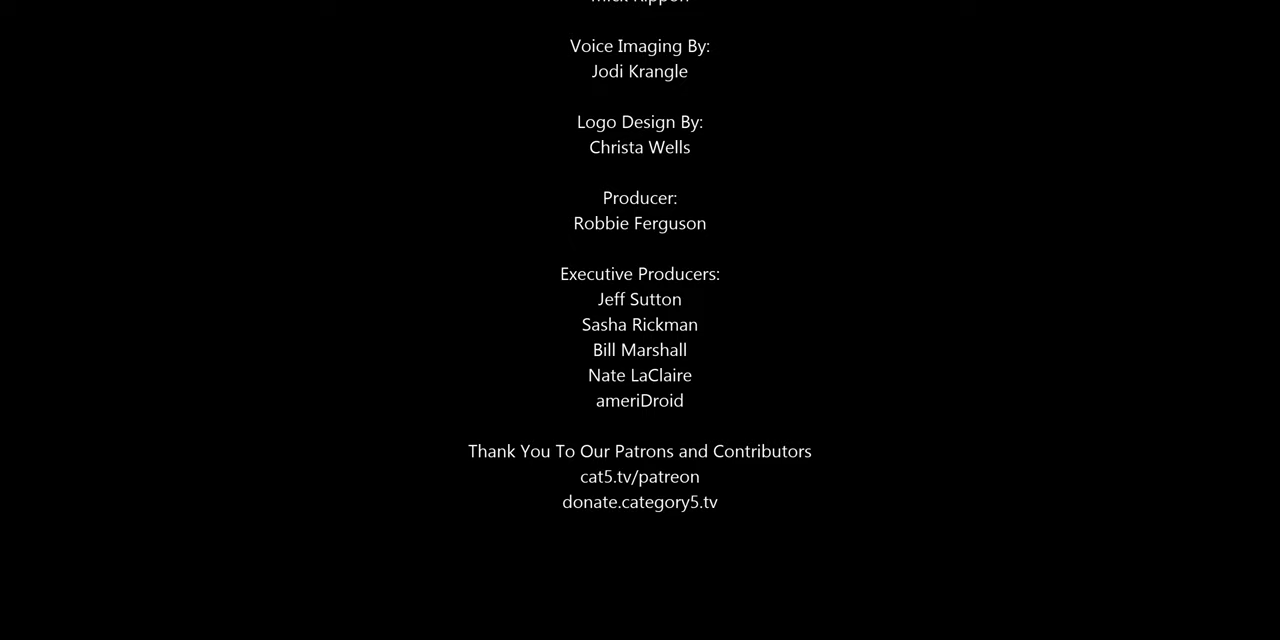 Voice Imaging By:
Jodi Krangle
Logo Design By:
Christa Wells
Producer:
Robbie Ferguson
Executive Producers:
Jeff Sutton
Sasha Rickman
Bill Marshall
Nate LaClaire
ameriDroid
Thank You To Our Patrons and Contributors
cat5.tv/patreon
donate.category5.tv